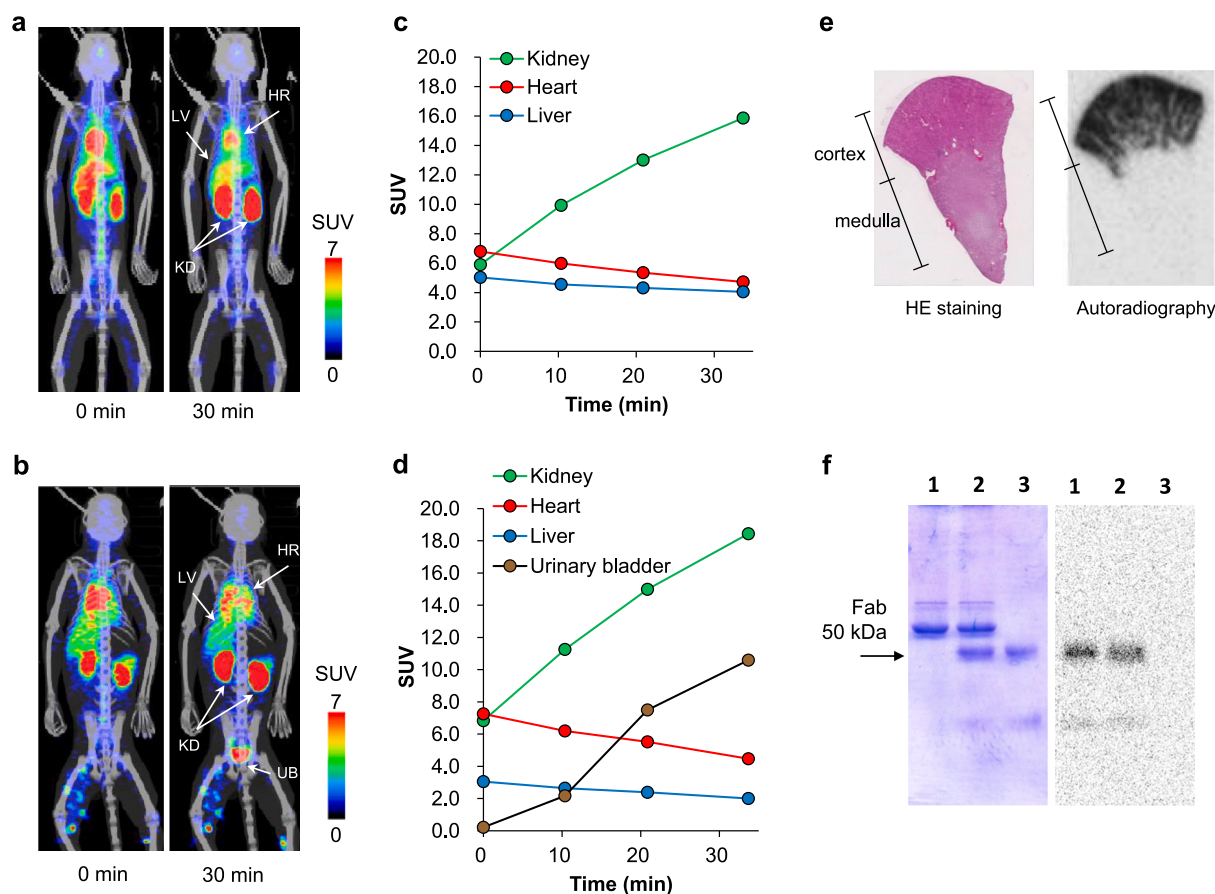 a
LV
HR
KD
0 min
30 min
SUV
7
0
b
LV
HR
KD
UB
0 min
30 min
SUV
7
0
c
Kidney
Heart
Liver
20.0
18.0
16.0
14.0
12.0
10.0
8.0
6.0
4.0
2.0
0.0
SUV
0 10 20 30
Time (min)
d
Kidney
Heart
Liver
Urinary bladder
20.0
18.0
16.0
14.0
12.0
10.0
8.0
6.0
4.0
2.0
0.0
SUV
0 10 20 30
Time (min)
e
cortex
medulla
HE staining
Autoradiography
f
1 2 3
1 2 3
Fab
50 kDa